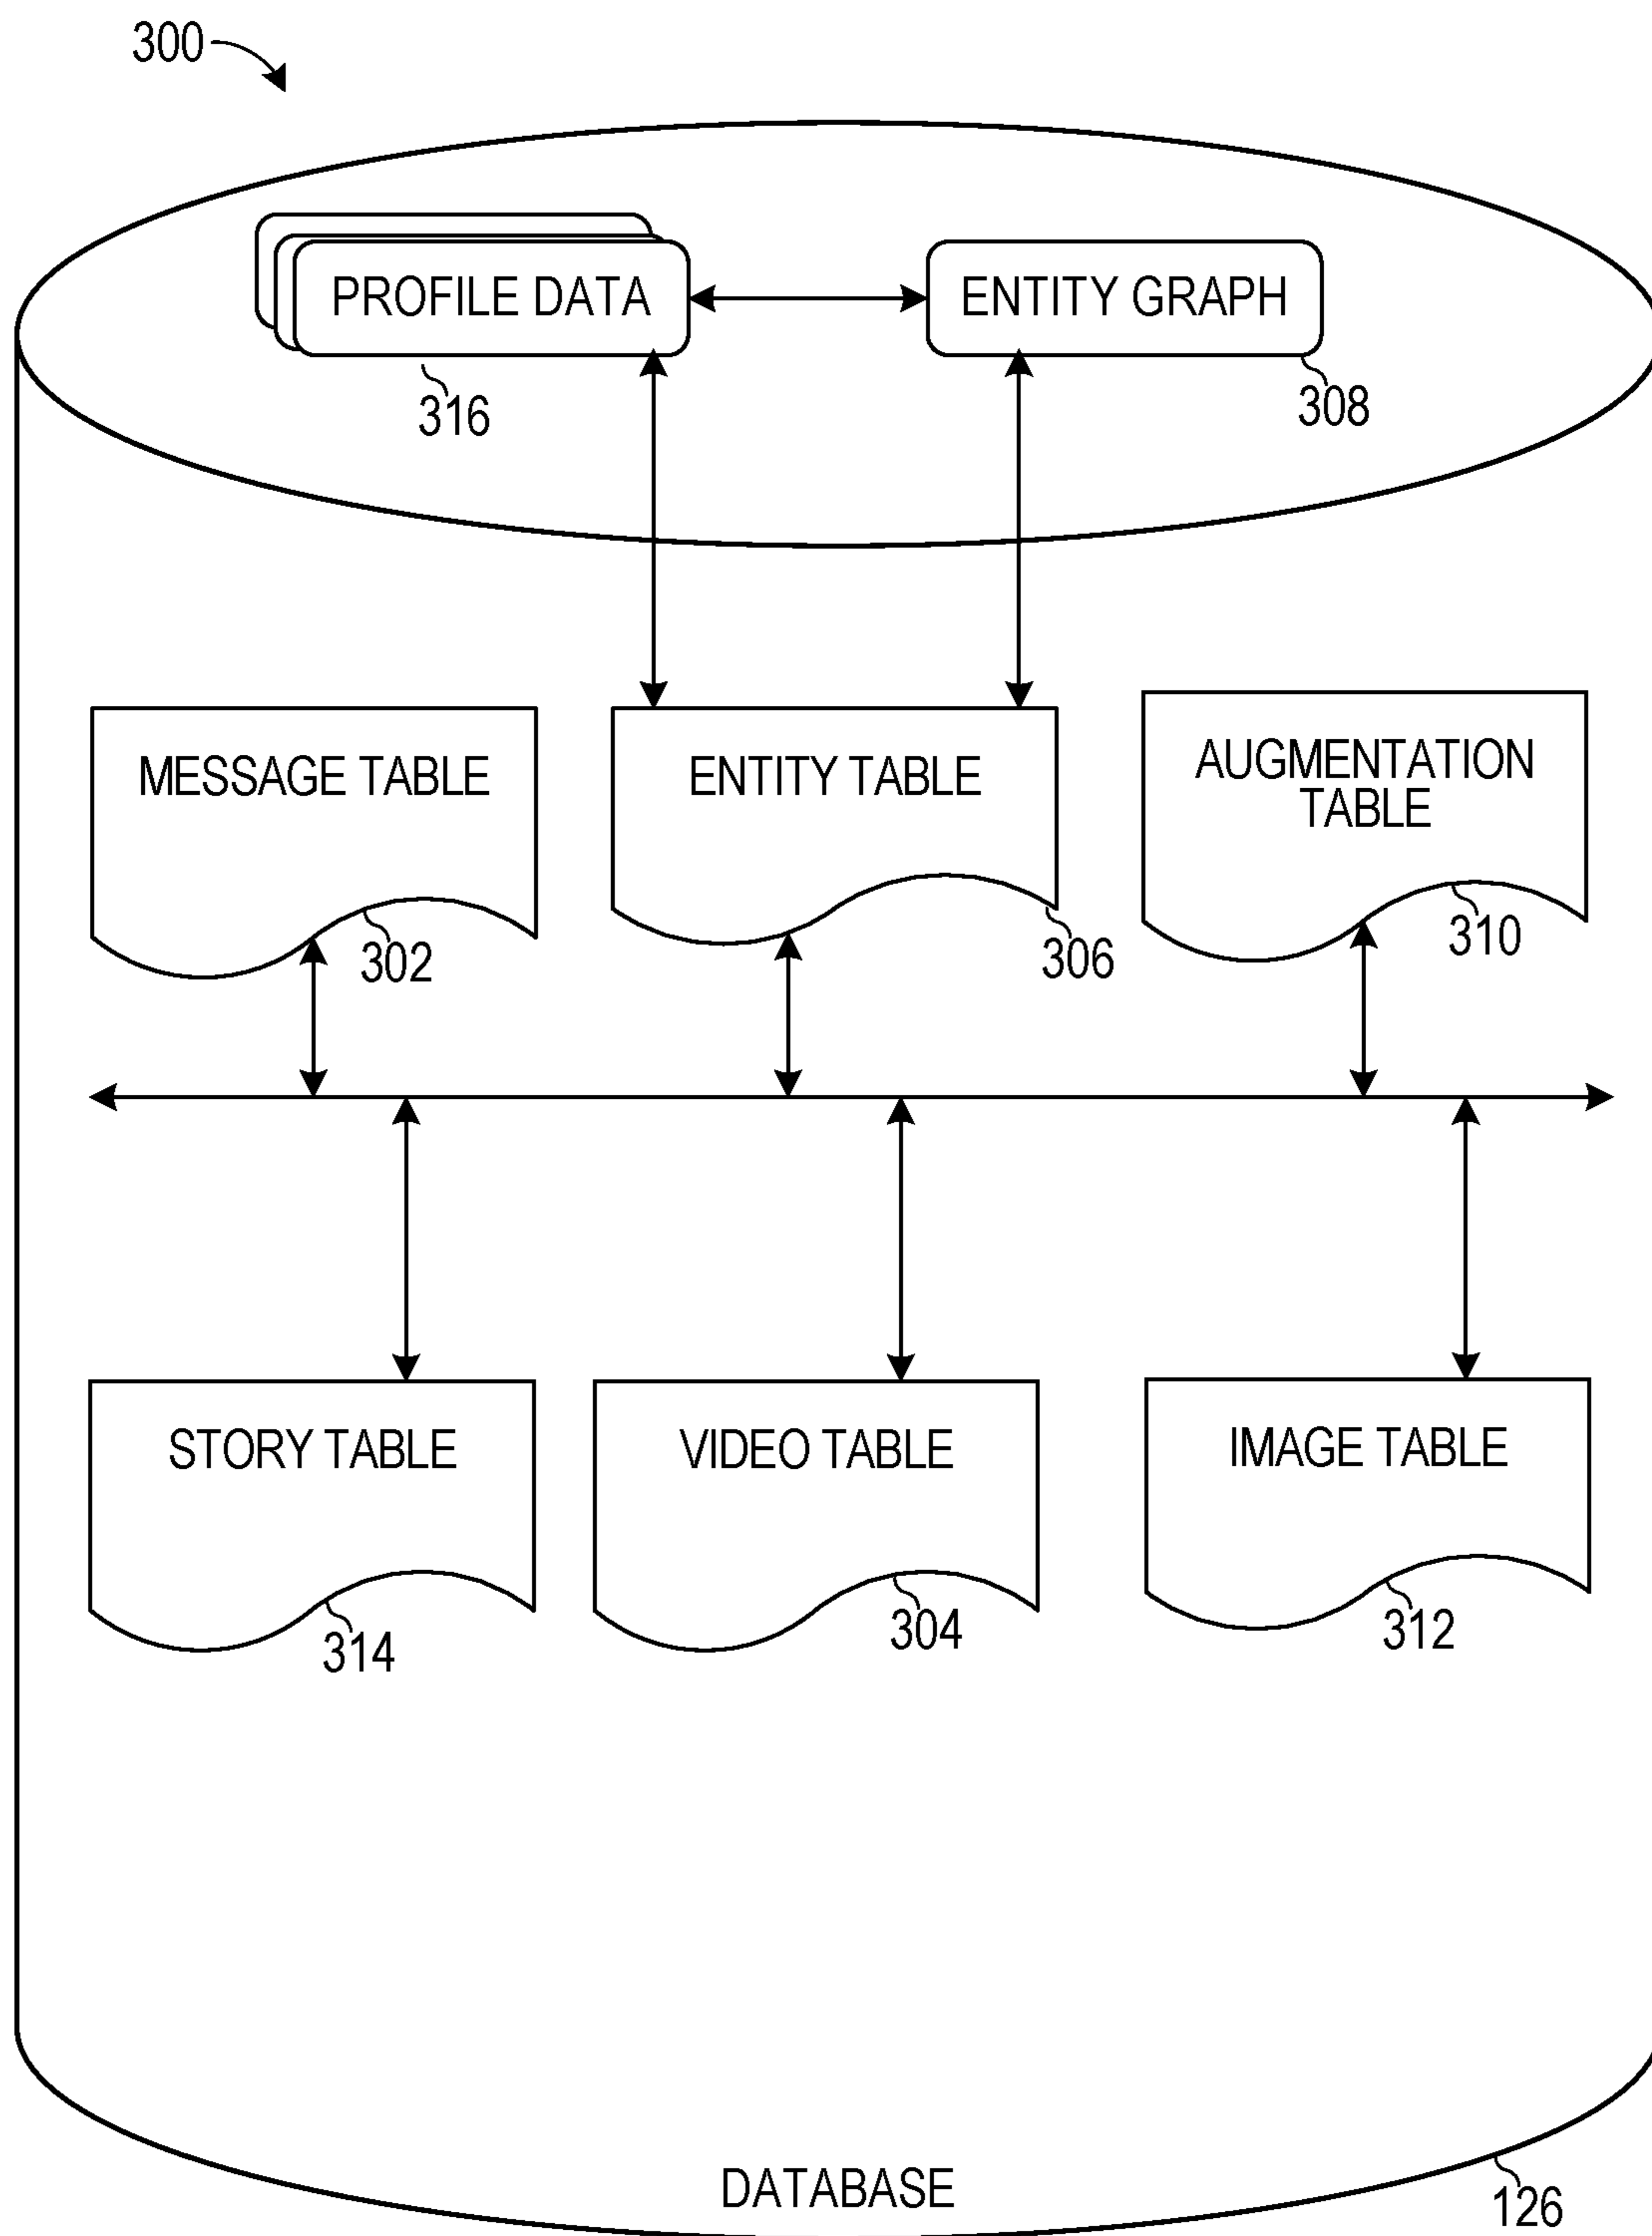 300
PROFILE DATA
ENTITY GRAPH
316
308
MESSAGE TABLE
ENTITY TABLE
AUGMENTATION
TABLE
302
306
310
STORY TABLE
VIDEO TABLE
IMAGE TABLE
314
304
312
DATABASE
126